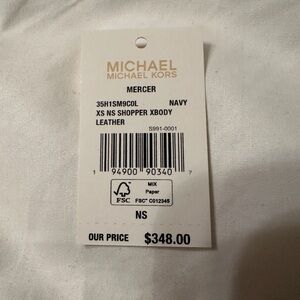 MICHAEL
MICHAEL KORS
MERCER
35H1SM9C0L NAVY
XS NS SHOPPER XBODY
LEATHER
S991-0001
1 94900 90340 7
FSC
MIX
Paper
FSC® C012345
NS
OUR PRICE $348.00